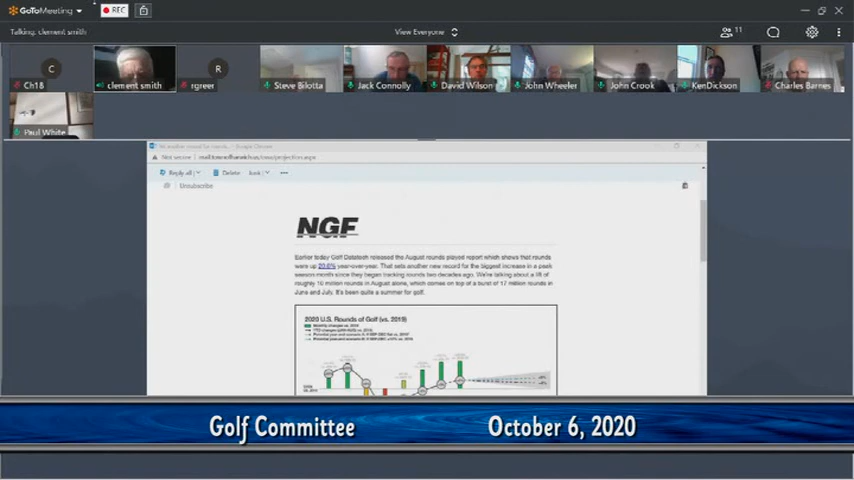 GoToMeeting
REC
Talking: clement smith
View Everyone
11
C
Ch18
clement smith
R
rgreer
Steve Bilotta
Jack Connolly
David Wilson
John Wheeler
John Crook
KenDickson
Charles Barnes
Paul White
Not secure
Reply all
Delete
Junk
Unsubscribe
NGF
Earlier today Golf Datatech released the August rounds played report which shows that rounds
were up 20.6% year-over-year. That sets another new record for the biggest increase in a peak
season month since they began tracking rounds two decades ago. We're talking about a lift of
roughly 10 million rounds in August alone, which comes on top of a burst of 17 million rounds in
June and July. It's been quite a summer for golf.
2020 U.S. Rounds of Golf (vs. 2019)
Golf Committee
October 6, 2020